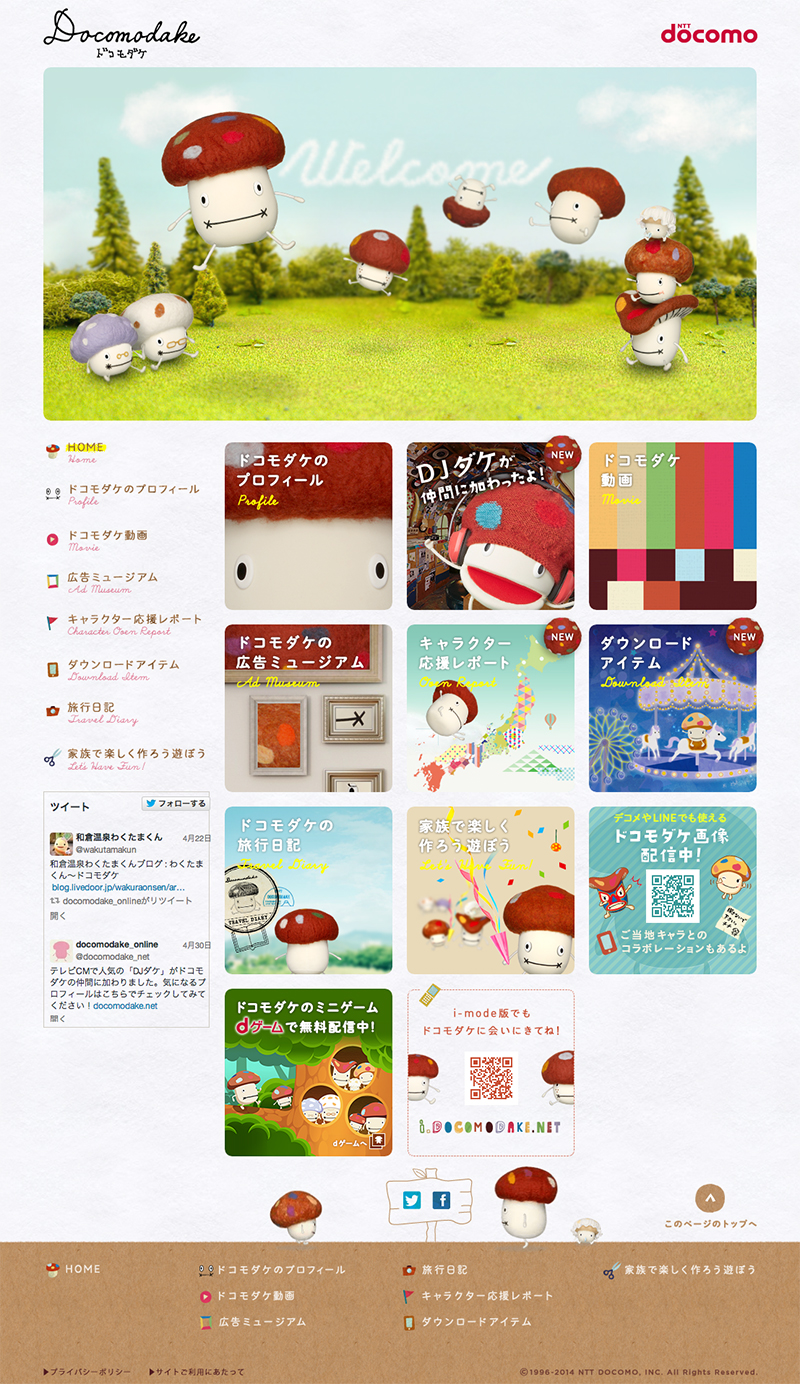 Docomodake
ドコモダケ
NTT
döcomo
Welcome
HOME
Home
ドコモダケのプロフィール
Profile
ドコモダケ動画
Movie
広告ミュージアム
Ad Museum
キャラクター応援レポート
Character Ouen Report
ダウンロードアイテム
Download Item
旅行日記
Travel Diary
家族で楽しく作ろう遊ぼう
Let's Have Fun!
ツイート
フォローする
和倉温泉わくたまくん 4月22日
@wakutamakun
和倉温泉わくたまくんブログ : わくたま
くん〜ドコモダケ
blog.livedoor.jp/wakuraonsen/ar…
docomodake_onlineがリツイート
開く
docomodake_online 4月30日
@docomodake_net
テレビCMで人気の「DJダケ」がドコモ
ダケの仲間に加わりました。気になるプ
ロフィールはこちらでチェックしてみて
ください！docomodake.net
開く
ドコモダケの
プロフィール
Profile
DJダケが
仲間に加わったよ!
NEW
ドコモダケ
動画
Movie
ドコモダケの
広告ミュージアム
Ad Museum
キャラクター
応援レポート
Ouen Report
NEW
ダウンロード
アイテム
Download Item
NEW
ドコモダケの
旅行日記
Travel Diary
Docomodake
TRAVEL DIARY
家族で楽しく
作ろう遊ぼう
Let's Have Fun!
デコメやLINEでも使える
ドコモダケ画像
配信中!
ご当地キャラとの
コラボレーションもあるよ
ドコモダケのミニゲーム
dゲームで無料配信中!
dゲームへ
i-mode版でも
ドコモダケに会いにきてね!
i.DOCOMODAKE.NET
このページのトップへ
HOME
ドコモダケのプロフィール
旅行日記
家族で楽しく作ろう遊ぼう
ドコモダケ動画
キャラクター応援レポート
広告ミュージアム
ダウンロードアイテム
▶プライバシーポリシー ▶サイトご利用にあたって
©1996-2014 NTT DOCOMO, INC. All Rights Reserved.